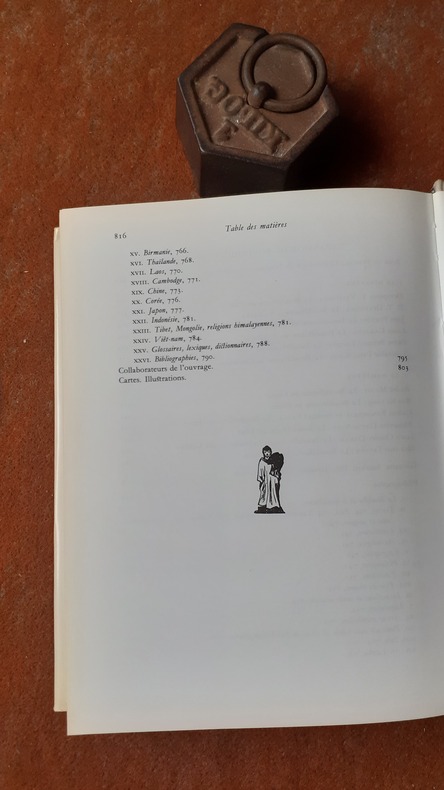 3
KILOG
816
Table des matières
XV. Birmanie, 766.
XVI. Thaïlande, 768.
XVII. Laos, 770.
XVIII. Cambodge, 771.
XIX. Chine, 773.
XX. Corée, 776.
XXI. Japon, 777.
XXII. Indonésie, 781.
XXIII. Tibet, Mongolie, religions himalayennes, 781.
XXIV. Viêt-nam, 784.
XXV. Glossaires, lexiques, dictionnaires, 788.
XXVI. Bibliographies, 790.
Collaborateurs de l'ouvrage. 795
Cartes. Illustrations. 803